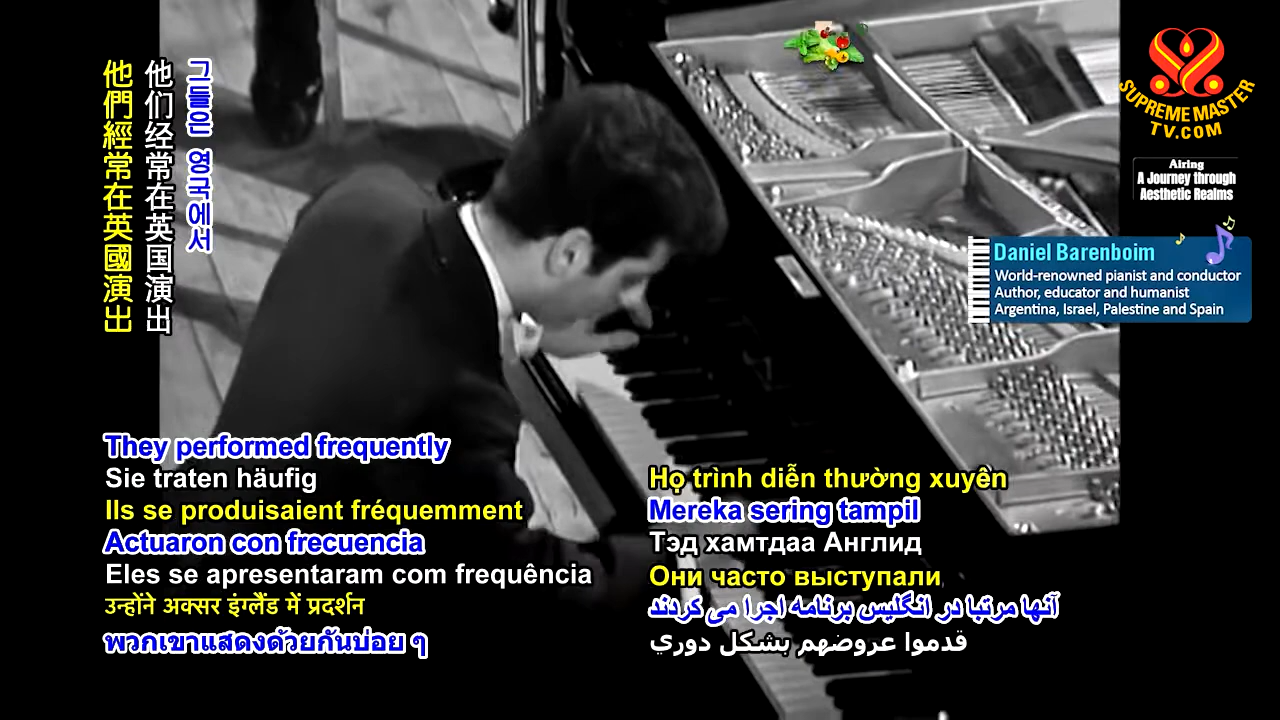 그들은 영국에서
他们经常在英国演出
他們經常在英國演出
SUPREME MASTER
TV.COM
Airing
A Journey through
Aesthetic Realms
Daniel Barenboim
World-renowned pianist and conductor
Author, educator and humanist
Argentina, Israel, Palestine and Spain
They performed frequently
Sie traten häufig
Ils se produisaient fréquemment
Actuaron con frecuencia
Eles se apresentaram com frequência
उन्होंने अक्सर इंग्लैंड में प्रदर्शन
พวกเขาแสดงด้วยกันบ่อย ๆ
Họ trình diễn thường xuyên
Mereka sering tampil
Тэд хамтдаа Англид
Они часто выступали
آنها مرتبا در انگلیس برنامه اجرا می کردند
قدموا عروضهم بشكل دوري